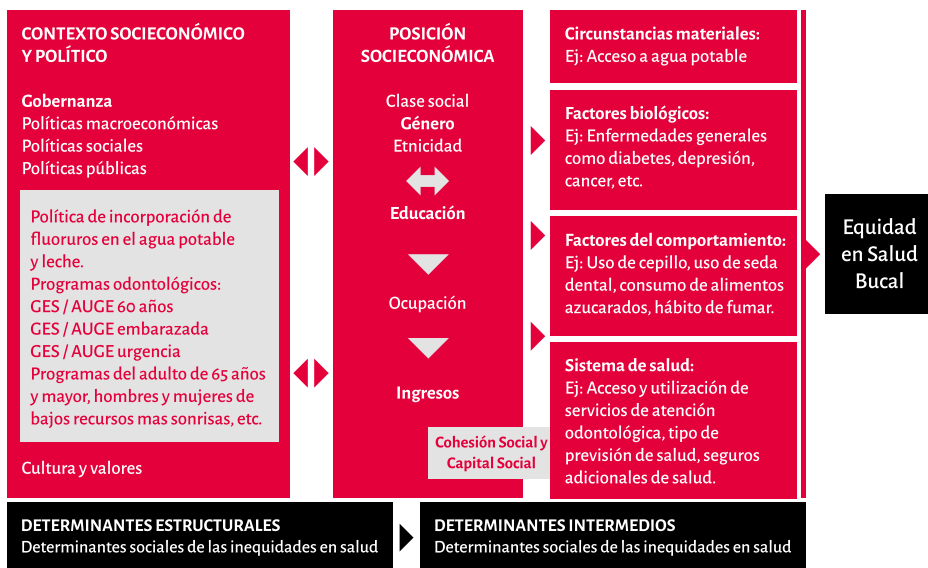 CONTEXTO SOCIECONÓMICO
Y POLÍTICO
Gobernanza
Políticas macroeconómicas
Políticas sociales
Políticas públicas
Política de incorporación de
fluoruros en el agua potable
y leche.
Programas odontológicos:
GES / AUGE 60 años
GES / AUGE embarazada
GES / AUGE urgencia
Programas del adulto de 65 años
y mayor, hombres y mujeres de
bajos recursos mas sonrisas, etc.
Cultura y valores
POSICIÓN
SOCIECONÓMICA
Clase social
Género
Etnicidad
Educación
Ocupación
Ingresos
Cohesión Social y
Capital Social
Circunstancias materiales:
Ej: Acceso a agua potable
Factores biológicos:
Ej: Enfermedades generales
como diabetes, depresión,
cancer, etc.
Factores del comportamiento:
Ej: Uso de cepillo, uso de seda
dental, consumo de alimentos
azucarados, hábito de fumar.
Sistema de salud:
Ej: Acceso y utilización de
servicios de atención
odontológica, tipo de
previsión de salud, seguros
adicionales de salud.
Equidad
en Salud
Bucal
DETERMINANTES ESTRUCTURALES
Determinantes sociales de las inequidades en salud
DETERMINANTES INTERMEDIOS
Determinantes sociales de las inequidades en salud